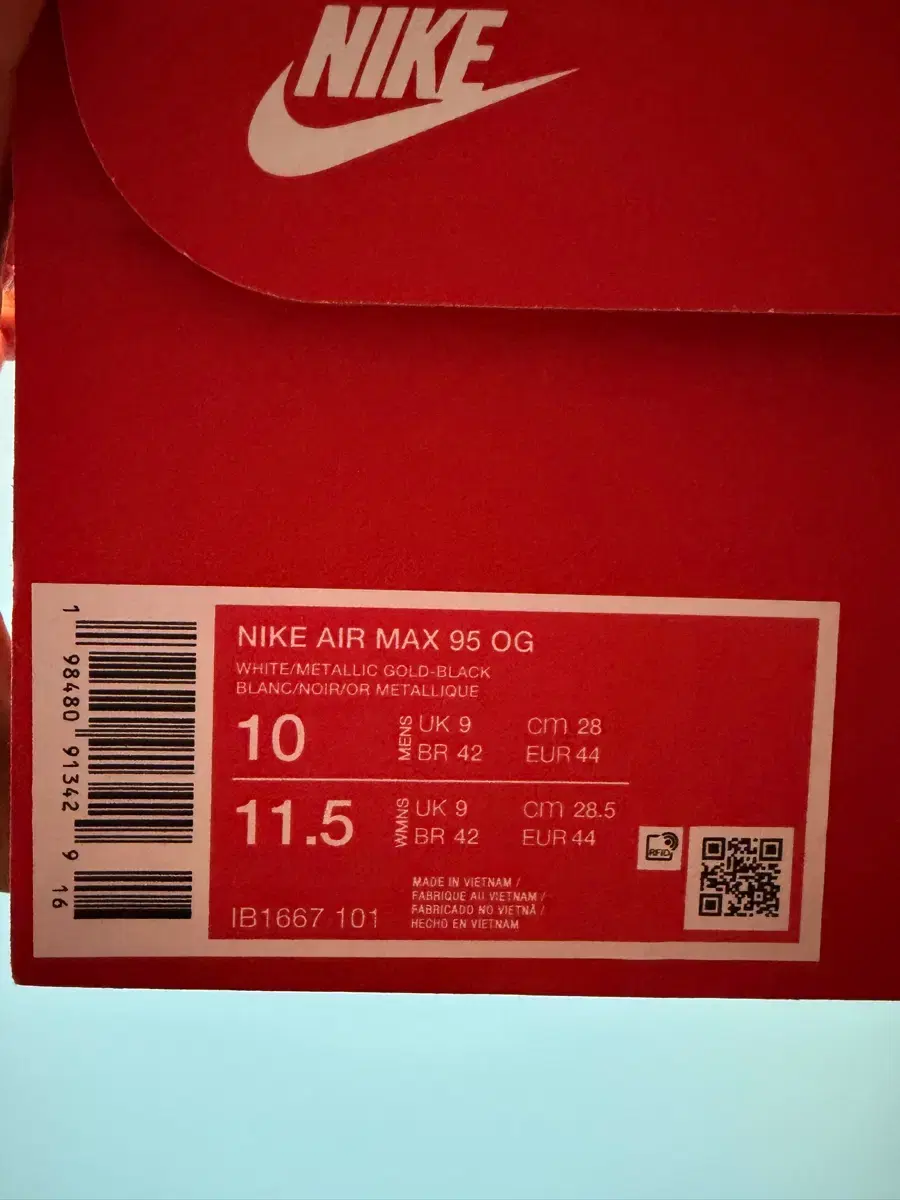 NIKE
1 98480 91342 9 16
NIKE AIR MAX 95 OG
WHITE/METALLIC GOLD-BLACK
BLANC/NOIR/OR METALLIQUE
10 MENS UK 9 cm 28
BR 42 EUR 44
11.5 WMNS UK 9 cm 28.5
BR 42 EUR 44
RFID
IB1667 101
MADE IN VIETNAM /
FABRIQUE AU VIETNAM /
FABRICADO NO VIETNÃ /
HECHO EN VIETNAM